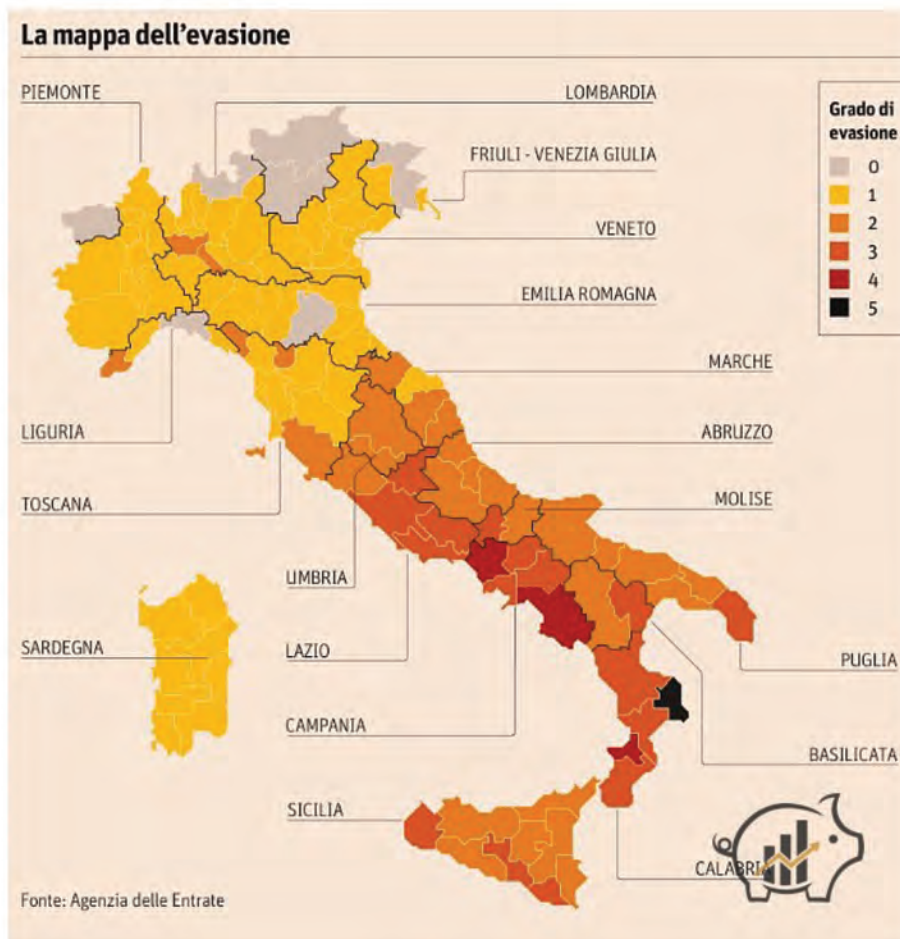 La mappa dell'evasione
PIEMONTE
LOMBARDIA
Grado di
evasione
0
1
2
3
4
5
FRIULI - VENEZIA GIULIA
VENETO
EMILIA ROMAGNA
MARCHE
LIGURIA
ABRUZZO
TOSCANA
MOLISE
UMBRIA
SARDEGNA
LAZIO
PUGLIA
CAMPANIA
BASILICATA
SICILIA
CALABRIA
Fonte: Agenzia delle Entrate